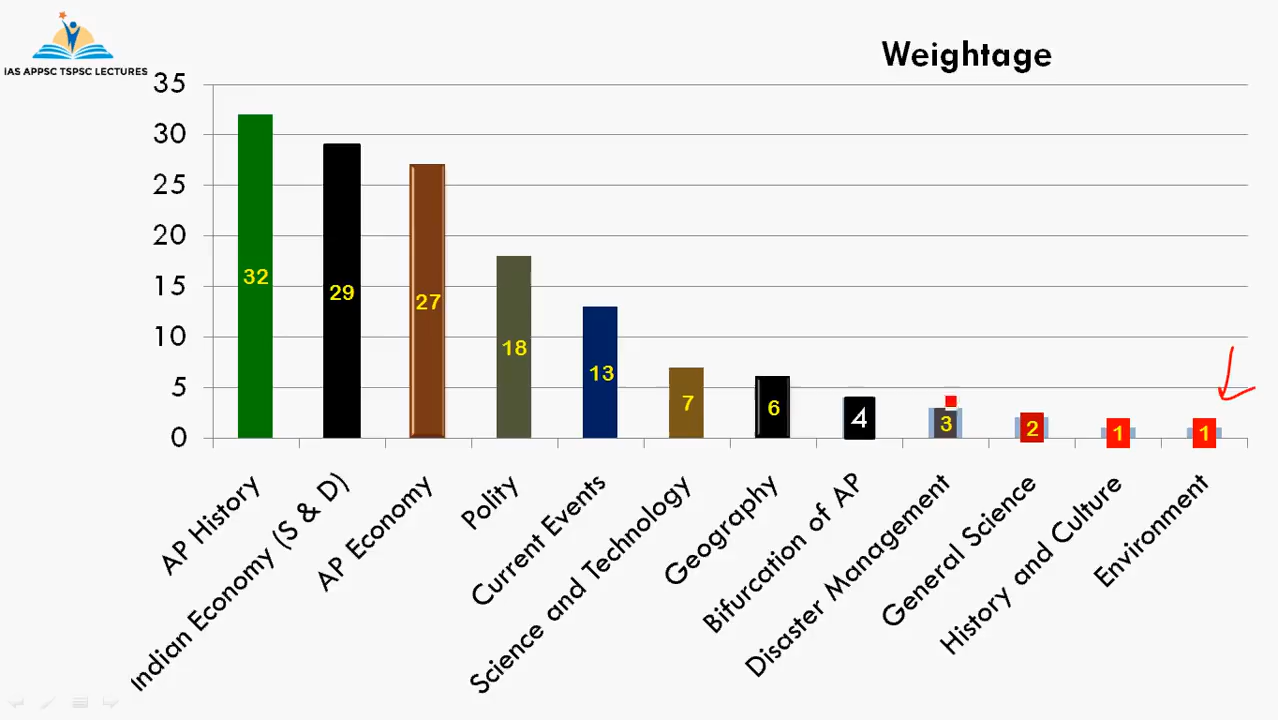 IAS APPSC TSPSC LECTURES
Weightage
35
30
25
20
15
10
5
0
32
29
27
18
13
7
6
4
3
2
1
1
AP History
Indian Economy (S & D)
AP Economy
Polity
Current Events
Science and Technology
Geography
Bifurcation of AP
Disaster Management
General Science
History and Culture
Environment